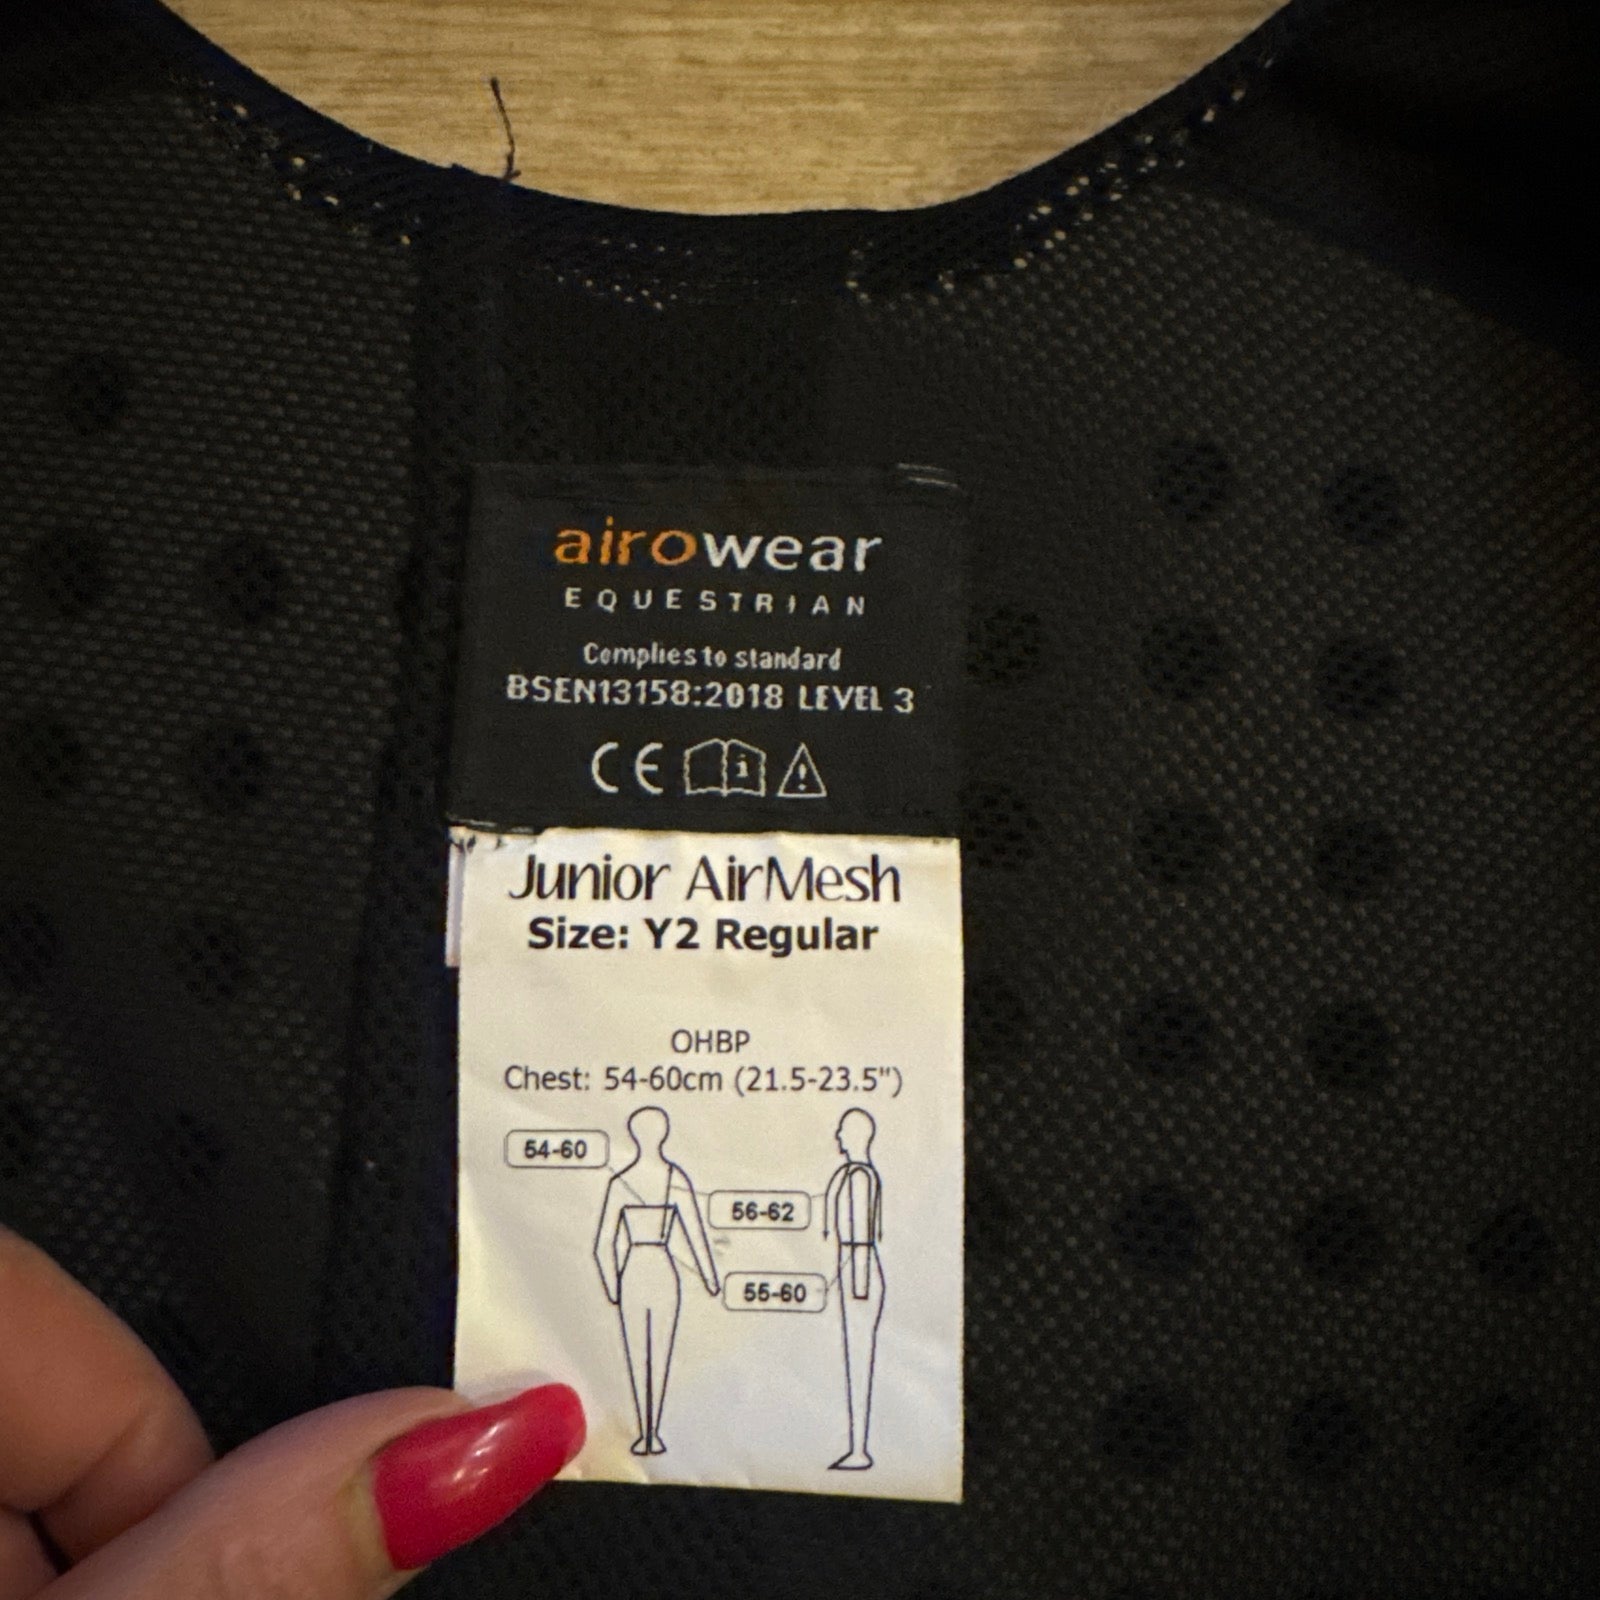 airowear
EQUESTRIAN
Complies to standard
BSEN13158:2018 LEVEL 3
CE
Junior AirMesh
Size: Y2 Regular
OHBP
Chest: 54-60cm (21.5-23.5")
54-60
56-62
55-60